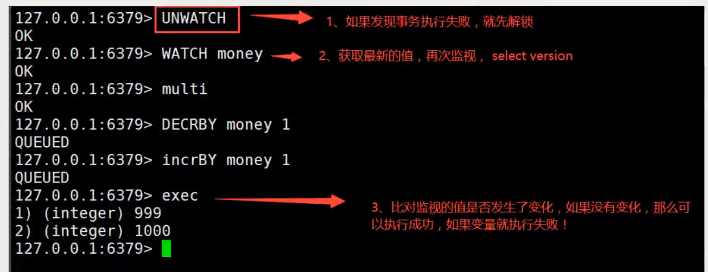 127.0.0.1:6379> UNWATCH
1、如果发现事务执行失败，就先解锁
OK
127.0.0.1:6379> WATCH money
2、获取最新的值，再次监视， select version
OK
127.0.0.1:6379> multi
OK
127.0.0.1:6379> DECRBY money 1
QUEUED
127.0.0.1:6379> incrBY money 1
QUEUED
127.0.0.1:6379> exec
3、比对监视的值是否发生了变化，如果没有变化，那么可
以执行成功，如果变量就执行失败！
1) (integer) 999
2) (integer) 1000
127.0.0.1:6379>